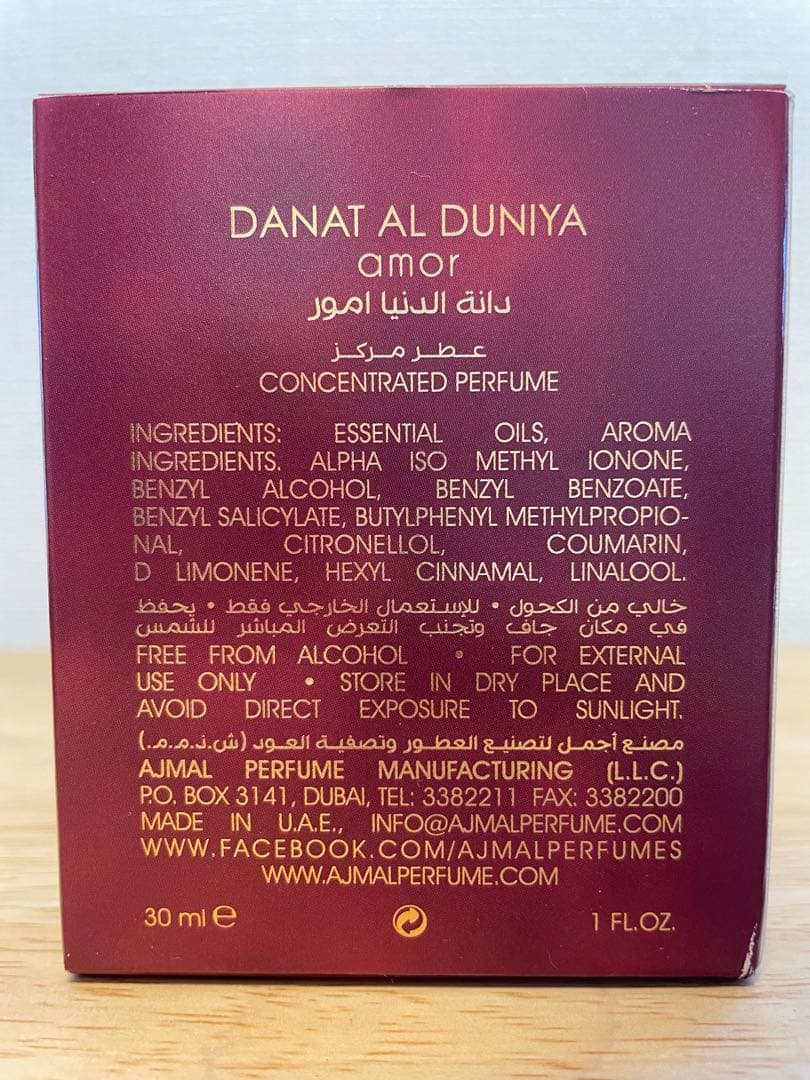 DANAT AL DUNIYA
amor
دانة الدنيا امور
عطر مركز
CONCENTRATED PERFUME
INGREDIENTS: ESSENTIAL OILS, AROMA
INGREDIENTS. ALPHA ISO METHYL IONONE,
BENZYL ALCOHOL, BENZYL BENZOATE,
BENZYL SALICYLATE, BUTYLPHENYL METHYLPROPIO-
NAL, CITRONELLOL, COUMARIN,
D LIMONENE, HEXYL CINNAMAL, LINALOOL.
خالي من الكحول • للإستعمال الخارجي فقط • يحفظ
في مكان جاف وتجنب التعرض المباشر للشمس
FREE FROM ALCOHOL • FOR EXTERNAL
USE ONLY • STORE IN DRY PLACE AND
AVOID DIRECT EXPOSURE TO SUNLIGHT.
مصنع أجمل لتصنيع العطور وتصفية العود (ش.ذ.م.م.)
AJMAL PERFUME MANUFACTURING (L.L.C.)
P.O. BOX 3141, DUBAI, TEL: 3382211 FAX: 3382200
MADE IN U.A.E., INFO@AJMALPERFUME.COM
WWW.FACEBOOK.COM/AJMALPERFUMES
WWW.AJMALPERFUME.COM
30 ml ℮ 1 FL.OZ.